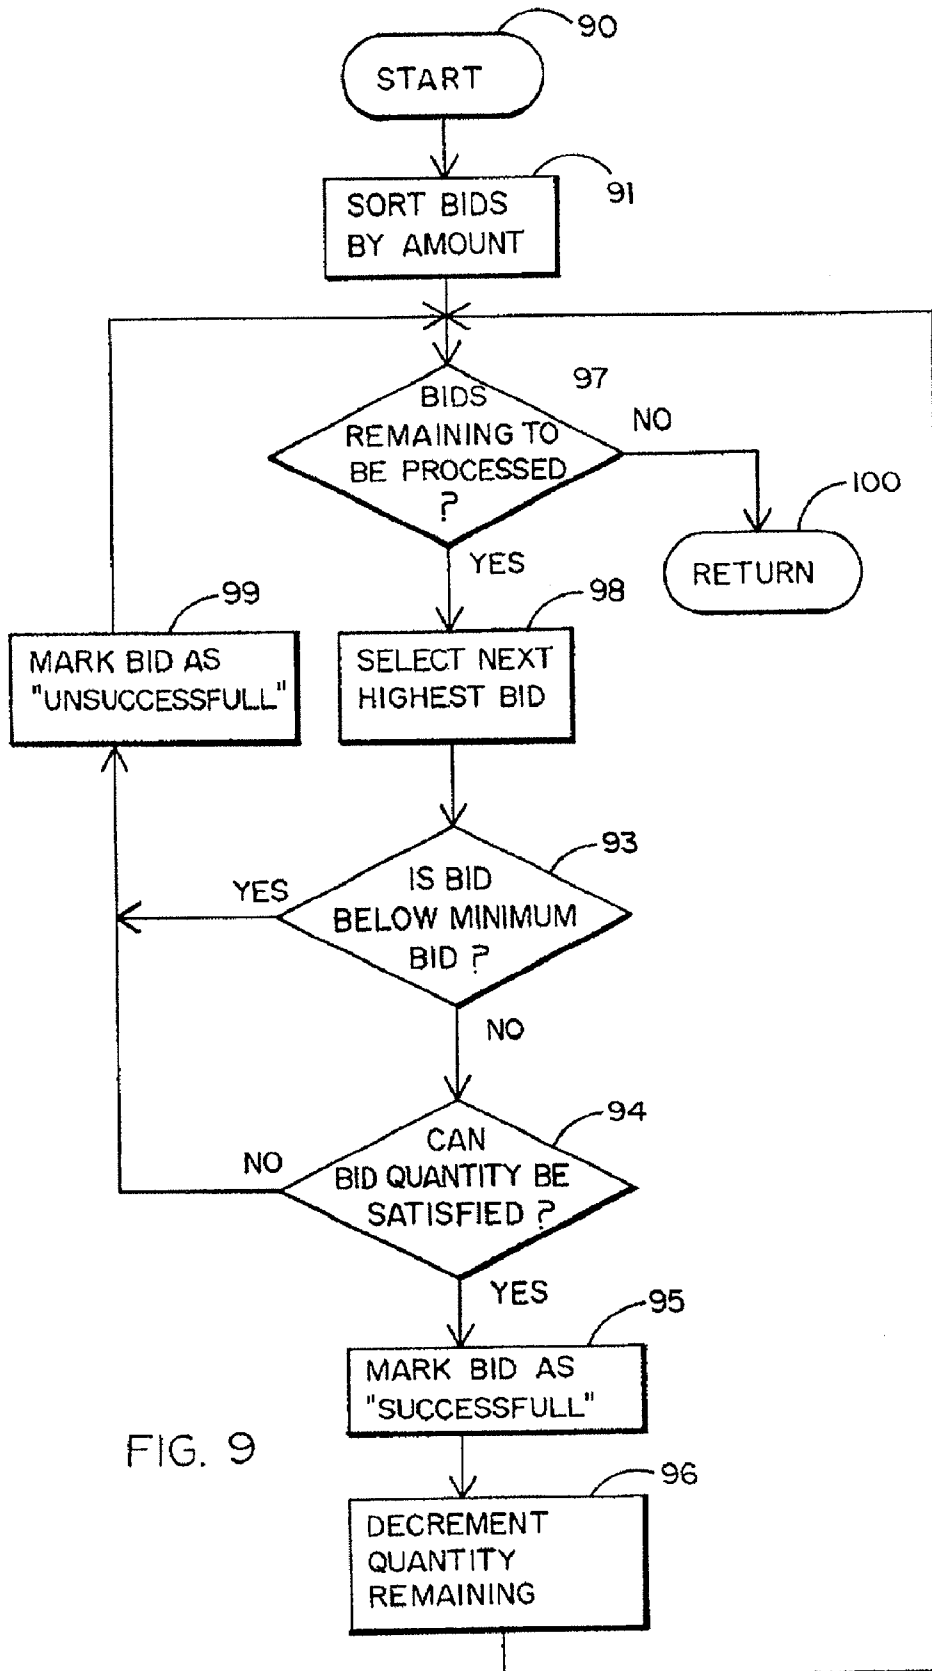 90
START
91
SORT BIDS
BY AMOUNT
97
BIDS
REMAINING TO
BE PROCESSED
?
NO
100
RETURN
YES
99
MARK BID AS
"UNSUCCESSFULL"
98
SELECT NEXT
HIGHEST BID
93
YES
IS BID
BELOW MINIMUM
BID ?
NO
94
NO
CAN
BID QUANTITY BE
SATISFIED ?
YES
95
MARK BID AS
"SUCCESSFULL"
FIG. 9
96
DECREMENT
QUANTITY
REMAINING